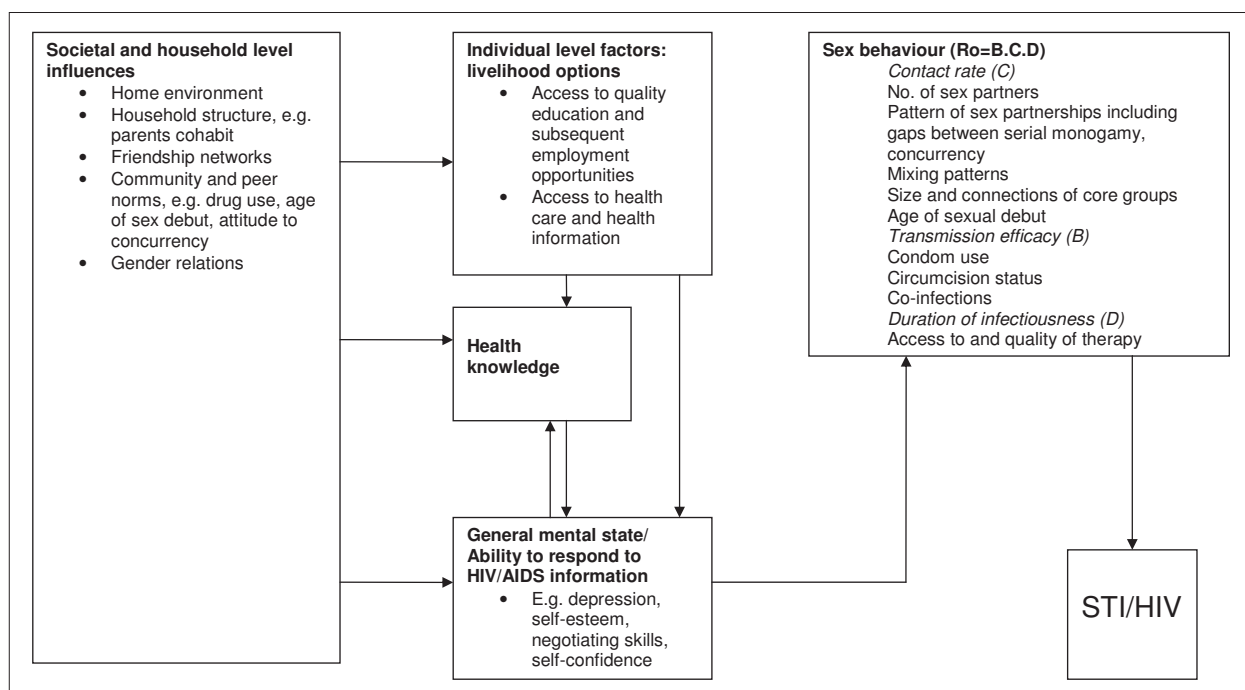 Societal and household level
influences
• Home environment
• Household structure, e.g.
parents cohabit
• Friendship networks
• Community and peer
norms, e.g. drug use, age
of sex debut, attitude to
concurrency
• Gender relations
Individual level factors:
livelihood options
• Access to quality
education and
subsequent
employment
opportunities
• Access to health
care and health
information
Health
knowledge
General mental state/
Ability to respond to
HIV/AIDS information
• E.g. depression,
self-esteem,
negotiating skills,
self-confidence
Sex behaviour (Ro=B.C.D)
Contact rate (C)
No. of sex partners
Pattern of sex partnerships including
gaps between serial monogamy,
concurrency
Mixing patterns
Size and connections of core groups
Age of sexual debut
Transmission efficacy (B)
Condom use
Circumcision status
Co-infections
Duration of infectiousness (D)
Access to and quality of therapy
STI/HIV